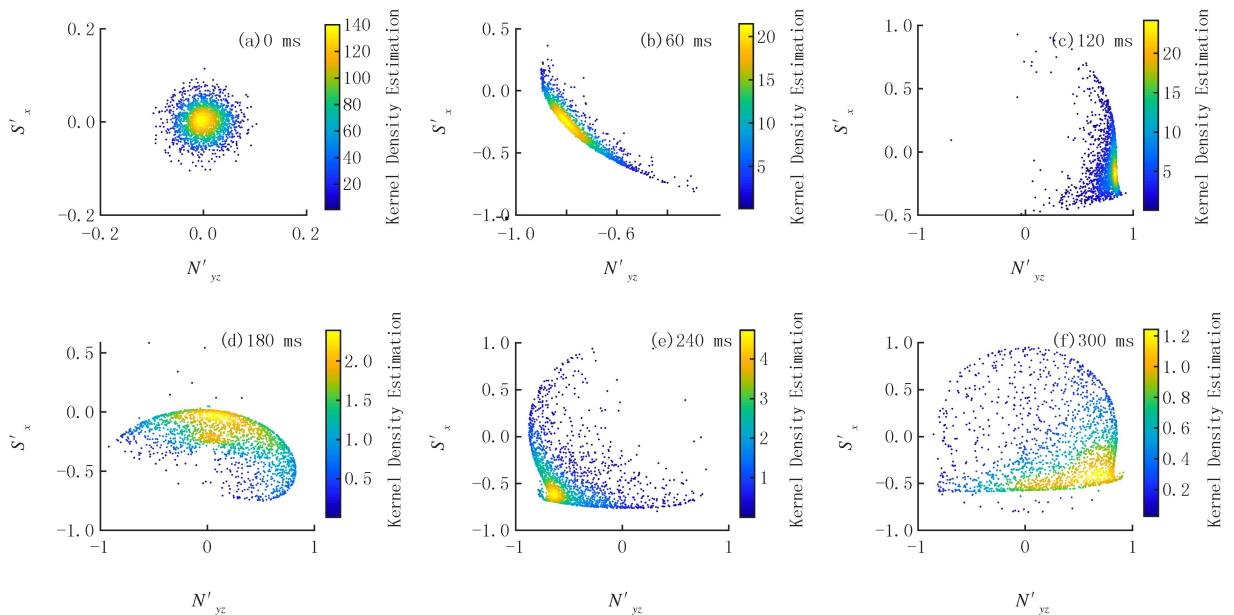 (a)0 ms
0.2
0.0
-0.2
-0.2
0.0
0.2
S′x
N′yz
140
120
100
80
60
40
20
Kernel Density Estimation
(b)60 ms
0.5
0.0
-0.5
-1.0
-1.0
-0.6
S′x
N′yz
20
15
10
5
Kernel Density Estimation
(c)120 ms
1.0
0.5
0.0
-0.5
-1
0
1
S′x
N′yz
20
15
10
5
Kernel Density Estimation
(d)180 ms
0.5
0.0
-0.5
-1.0
-1
0
1
S′x
N′yz
2.0
1.5
1.0
0.5
Kernel Density Estimation
(e)240 ms
1.0
0.5
0.0
-0.5
-1.0
-1
0
1
S′x
N′yz
4
3
2
1
Kernel Density Estimation
(f)300 ms
1.0
0.5
0.0
-0.5
-1.0
-1
0
1
S′x
N′yz
1.2
1.0
0.8
0.6
0.4
0.2
Kernel Density Estimation